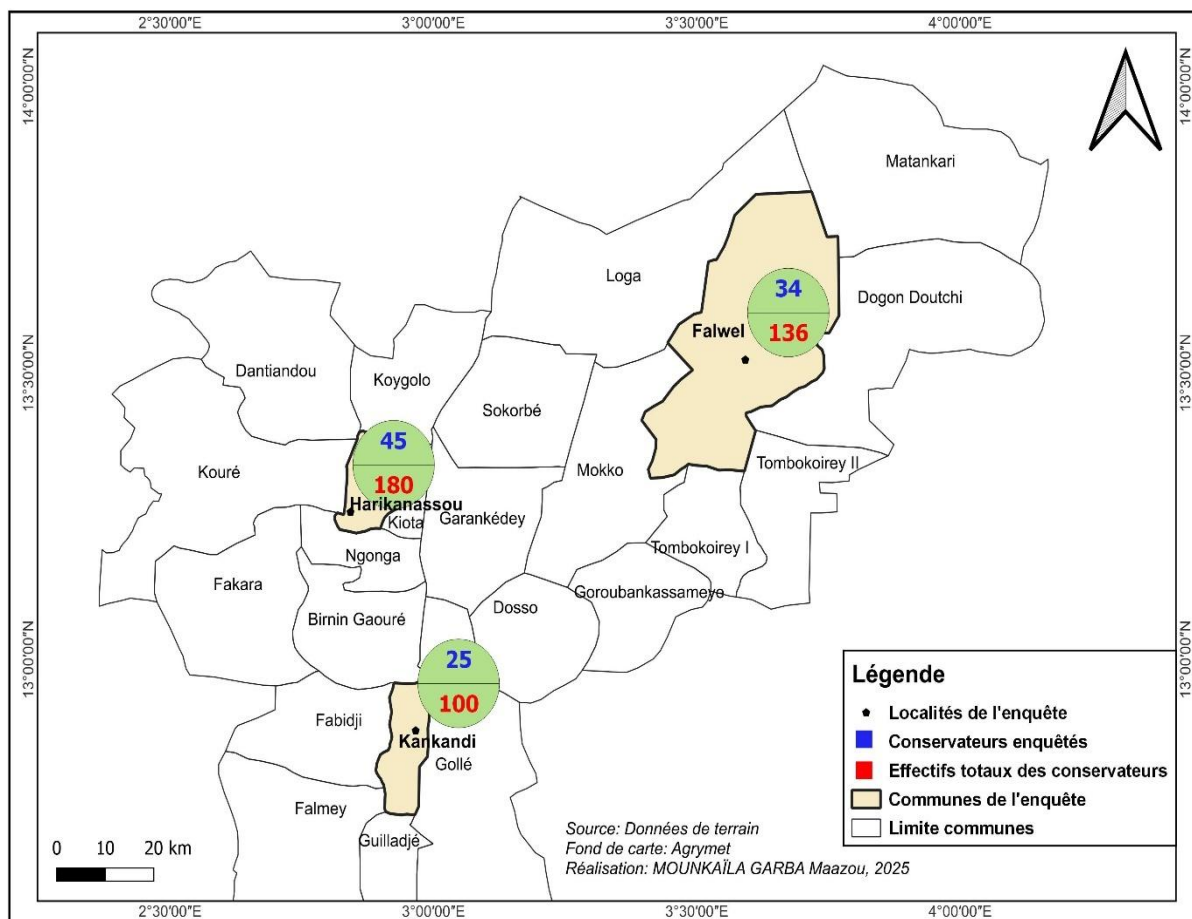 2°30'00"E 3°00'00"E 3°30'00"E 4°00'00"E
14°00'00"N
14°00'00"N
Matankari
Loga
34
Dogon Doutchi
Falwel
136
13°30'00"N
13°30'00"N
Dantiandou
Koygolo
Sokorbé
45
Kouré
Mokko
Tombokoirey II
180
Harikanassou
Kiota
Garankédey
Ngonga
Tombokoirey I
Fakara
Goroubankassameye
Birnin Gaouré
Dosso
25
13°00'00"N
13°00'00"N
100
Fabidji
Kankandi
Gollé
Falmey
Guilladjé
Légende
Localités de l'enquête
Conservateurs enquêtés
Effectifs totaux des conservateurs
Communes de l'enquête
Limite communes
0 10 20 km
Source: Données de terrain
Fond de carte: Agrymet
Réalisation: MOUNKAÏLA GARBA Maazou, 2025
2°30'00"E 3°00'00"E 3°30'00"E 4°00'00"E